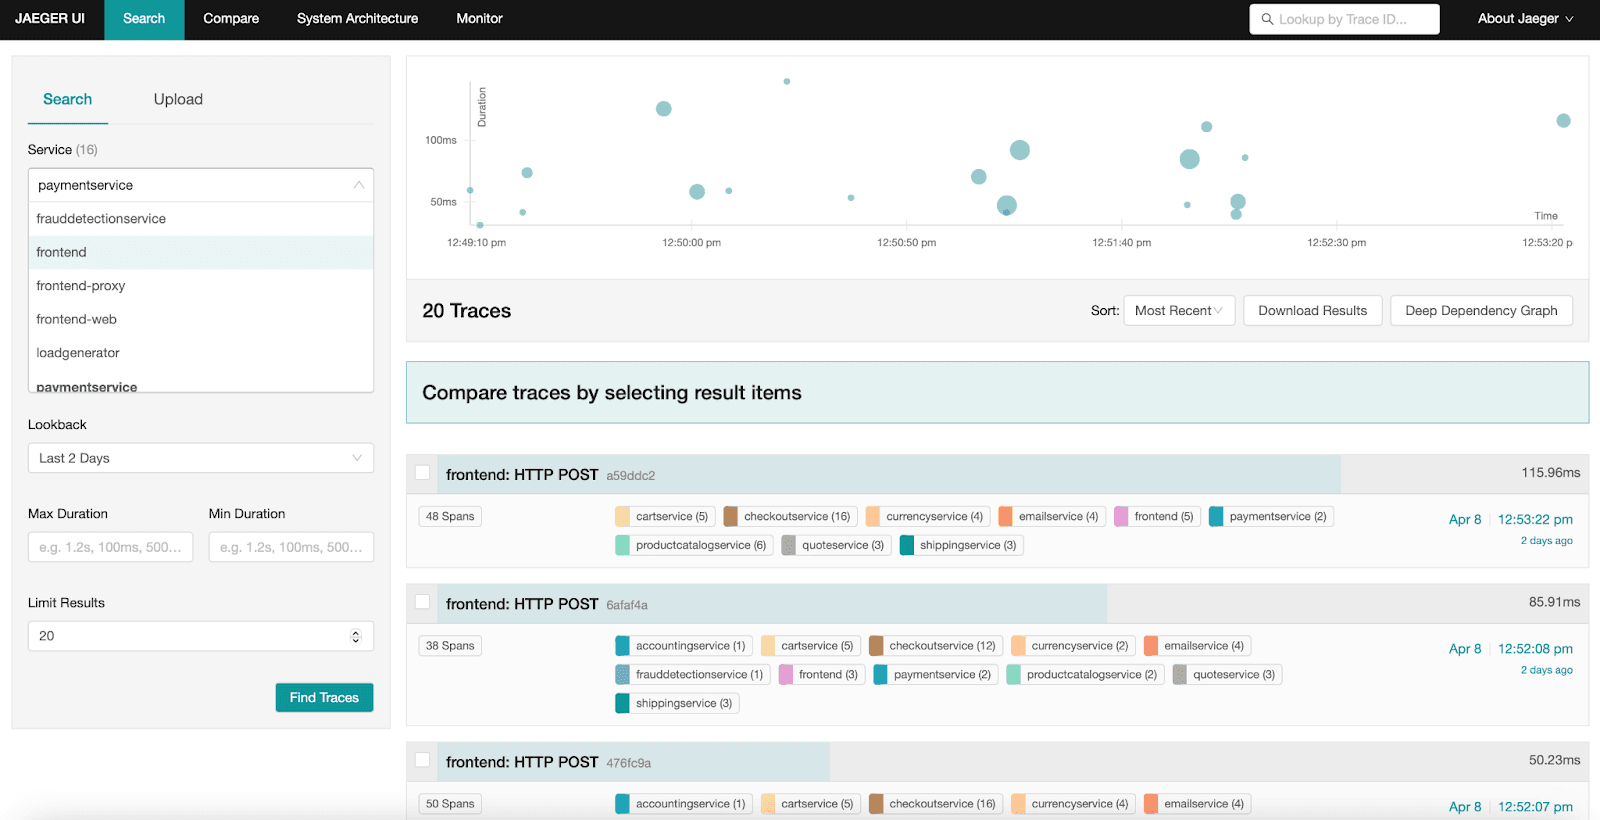 JAEGER UI Search Compare System Architecture Monitor Lookup by Trace ID... About Jaeger
Search Upload
Service (16)
paymentservice
frauddetectionservice
frontend
frontend-proxy
frontend-web
loadgenerator
paymentservice
Lookback
Last 2 Days
Max Duration Min Duration
e.g. 1.2s, 100ms, 500... e.g. 1.2s, 100ms, 500...
Limit Results
20
Find Traces
Duration
100ms
50ms
Time
12:49:10 pm 12:50:00 pm 12:50:50 pm 12:51:40 pm 12:52:30 pm 12:53:20 p
20 Traces Sort: Most Recent Download Results Deep Dependency Graph
Compare traces by selecting result items
frontend: HTTP POST a59ddc2 115.96ms
48 Spans cartservice (5) checkoutservice (16) currencyservice (4) emailservice (4) frontend (5) paymentservice (2) Apr 8 12:53:22 pm
productcatalogservice (6) quoteservice (3) shippingservice (3) 2 days ago
frontend: HTTP POST 6afaf4a 85.91ms
38 Spans accountingservice (1) cartservice (5) checkoutservice (12) currencyservice (2) emailservice (4) Apr 8 12:52:08 pm
frauddetectionservice (1) frontend (3) paymentservice (2) productcatalogservice (2) quoteservice (3) 2 days ago
shippingservice (3)
frontend: HTTP POST 476fc9a 50.23ms
50 Spans accountingservice (1) cartservice (5) checkoutservice (16) currencyservice (4) emailservice (4) Apr 8 12:52:07 pm